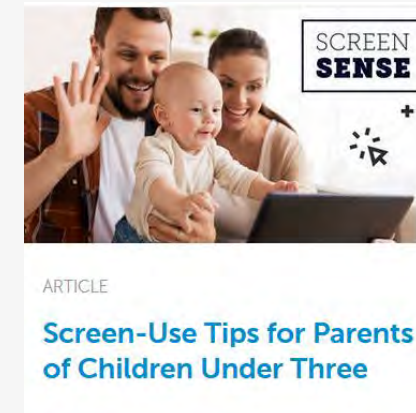 SCREEN
SENSE
ARTICLE
Screen-Use Tips for Parents
of Children Under Three